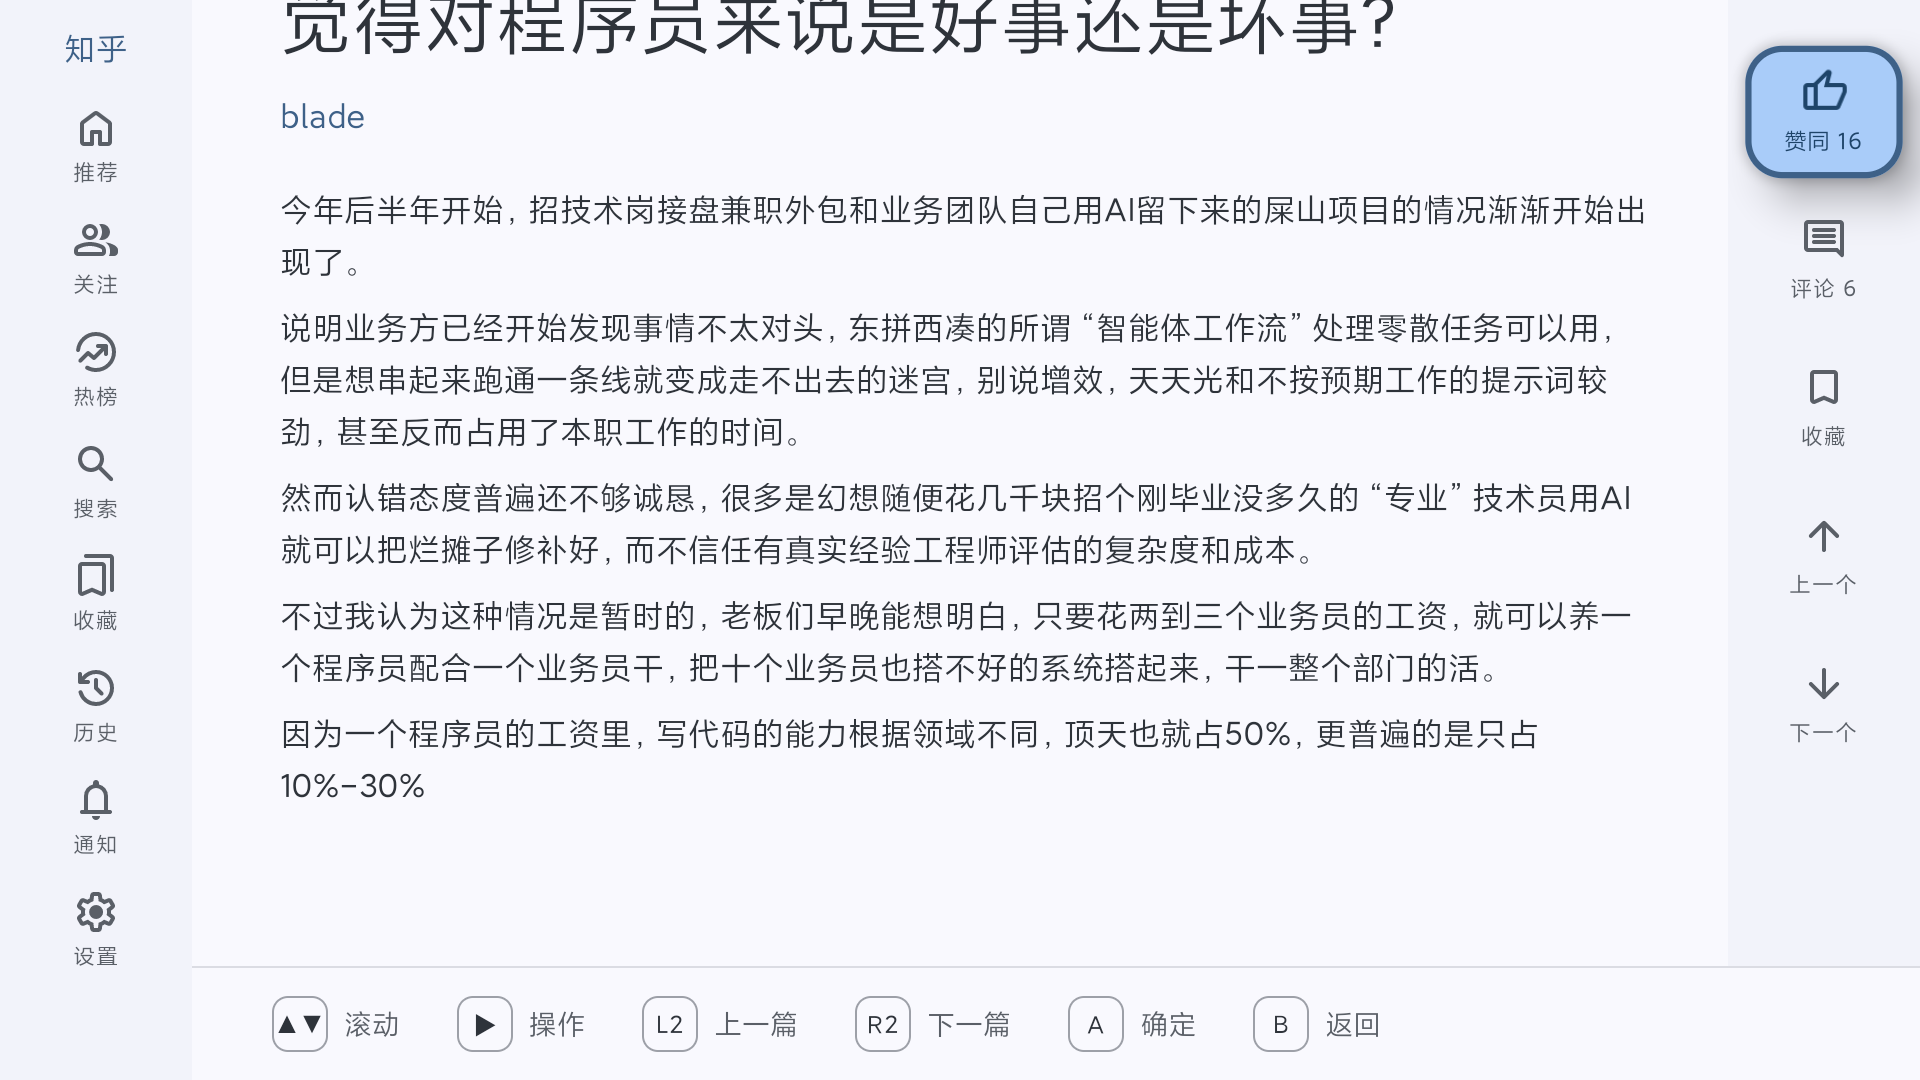 知乎
推荐
关注
热榜
搜索
收藏
历史
通知
设置
觉得对程序员来说是好事还是坏事?
blade
今年后半年开始，招技术岗接盘兼职外包和业务团队自己用AI留下来的屎山项目的情况渐渐开始出
现了。
说明业务方已经开始发现事情不太对头，东拼西凑的所谓“智能体工作流”处理零散任务可以用，
但是想串起来跑通一条线就变成走不出去的迷宫，别说增效，天天光和不按预期工作的提示词较
劲，甚至反而占用了本职工作的时间。
然而认错态度普遍还不够诚恳，很多是幻想随便花几千块招个刚毕业没多久的“专业”技术员用AI
就可以把烂摊子修补好，而不信任有真实经验工程师评估的复杂度和成本。
不过我认为这种情况是暂时的，老板们早晚能想明白，只要花两到三个业务员的工资，就可以养一
个程序员配合一个业务员干，把十个业务员也搭不好的系统搭起来，干一整个部门的活。
因为一个程序员的工资里，写代码的能力根据领域不同，顶天也就占50%，更普遍的是只占
10%-30%
赞同 16
评论 6
收藏
上一个
下一个
▲▼ 滚动 ▶ 操作 L2 上一篇 R2 下一篇 A 确定 B 返回